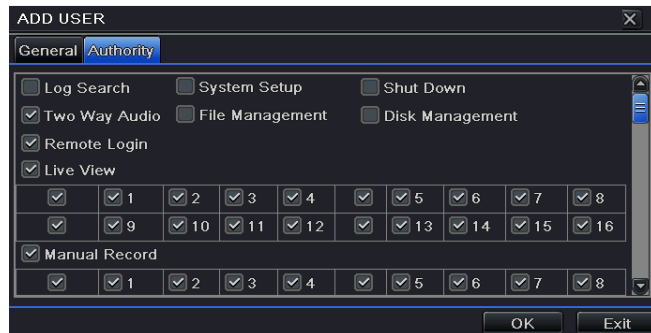 ADD USER
General Authority
Log Search System Setup Shut Down
Two Way Audio File Management Disk Management
Remote Login
Live View
1 2 3 4 5 6 7 8
9 10 11 12 13 14 15 16
Manual Record
1 2 3 4 5 6 7 8
OK Exit